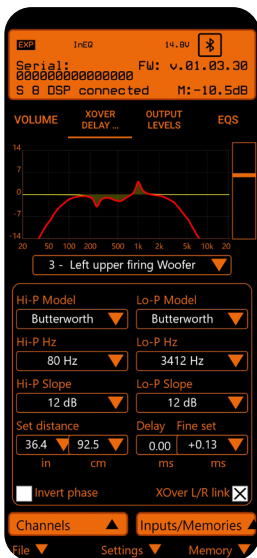 EXP InEQ 14.8V
Serial: FW: v.01.03.30
0000000000000000
S 8 DSP connected M:-10.5dB
VOLUME XOVER DELAY ... OUTPUT LEVELS EQS
14
7
0
-7
-14
20 50 100 200 500 1k 2k 5k 10k 20
3 - Left upper firing Woofer
Hi-P Model Lo-P Model
Butterworth Butterworth
Hi-P Hz Lo-P Hz
80 Hz 3412 Hz
Hi-P Slope Lo-P Slope
12 dB 12 dB
Set distance Delay Fine set
36.4 92.5 0.00 +0.13
in cm ms ms
Invert phase XOver L/R link
Channels Inputs/Memories
File Settings Memory